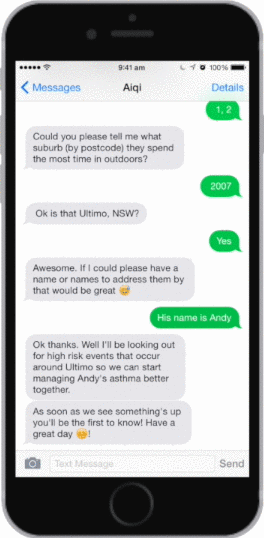 9:41 am 100%
Messages Aiqi Details
1, 2
Could you please tell me what
suburb (by postcode) they spend
the most time in outdoors?
2007
Ok is that Ultimo, NSW?
Yes
Awesome. If I could please have a
name or names to address them by
that would be great 😅
His name is Andy
Ok thanks. Well I'll be looking out
for high risk events that occur
around Ultimo so we can start
managing Andy's asthma better
together.
As soon as we see something's up
you'll be the first to know! Have a
great day ☺️!
Text Message Send